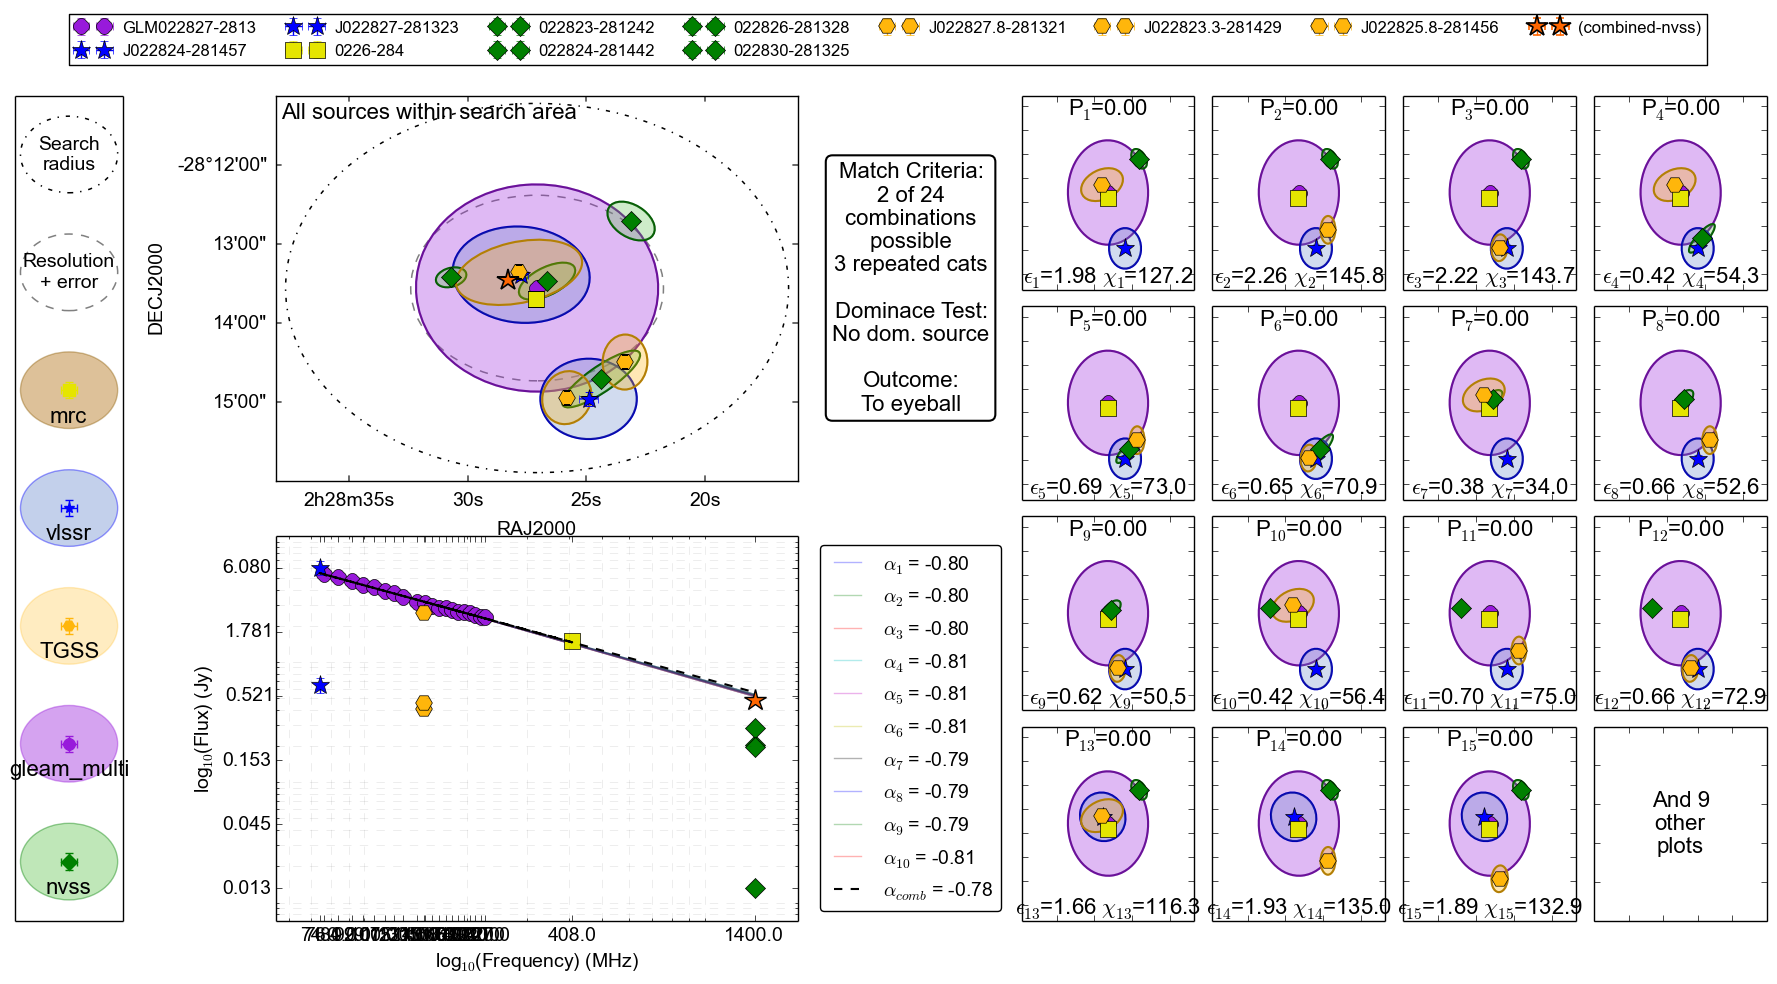 GLM022827-2813
J022824-281457
J022827-281323
0226-284
022823-281242
022824-281442
022826-281328
022830-281325
J022827.8-281321
J022823.3-281429
J022825.8-281456
(combined-nvss)
Search
radius
Resolution
+ error
mrc
vlssr
TGSS
gleam_multi
nvss
All sources within search area
DECJ2000
-28°12'00"
13'00"
14'00"
15'00"
2h28m35s
30s
25s
20s
RAJ2000
Match Criteria:
2 of 24
combinations
possible
3 repeated cats
Dominace Test:
No dom. source
Outcome:
To eyeball
log10(Flux) (Jy)
6.080
1.781
0.521
0.153
0.045
0.013
408.0
1400.0
log10(Frequency) (MHz)
α1 = -0.80
α2 = -0.80
α3 = -0.80
α4 = -0.81
α5 = -0.81
α6 = -0.81
α7 = -0.79
α8 = -0.79
α9 = -0.79
α10 = -0.81
αcomb = -0.78
P1=0.00
ϵ1=1.98 χ1=127.2
P2=0.00
ϵ2=2.26 χ2=145.8
P3=0.00
ϵ3=2.22 χ3=143.7
P4=0.00
ϵ4=0.42 χ4=54.3
P5=0.00
ϵ5=0.69 χ5=73.0
P6=0.00
ϵ6=0.65 χ6=70.9
P7=0.00
ϵ7=0.38 χ7=34.0
P8=0.00
ϵ8=0.66 χ8=52.6
P9=0.00
ϵ9=0.62 χ9=50.5
P10=0.00
ϵ10=0.42 χ10=56.4
P11=0.00
ϵ11=0.70 χ11=75.0
P12=0.00
ϵ12=0.66 χ12=72.9
P13=0.00
ϵ13=1.66 χ13=116.3
P14=0.00
ϵ14=1.93 χ14=135.0
P15=0.00
ϵ15=1.89 χ15=132.9
And 9
other
plots